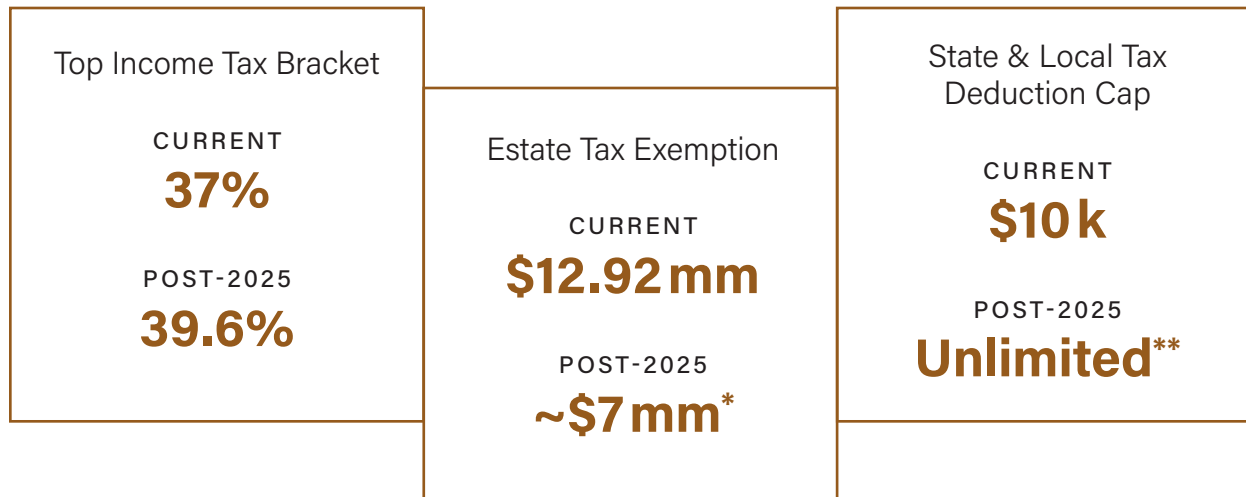 Top Income Tax Bracket
CURRENT
37%
POST-2025
39.6%
Estate Tax Exemption
CURRENT
$12.92 mm
POST-2025
~$7 mm*
State & Local Tax
Deduction Cap
CURRENT
$10 k
POST-2025
Unlimited**